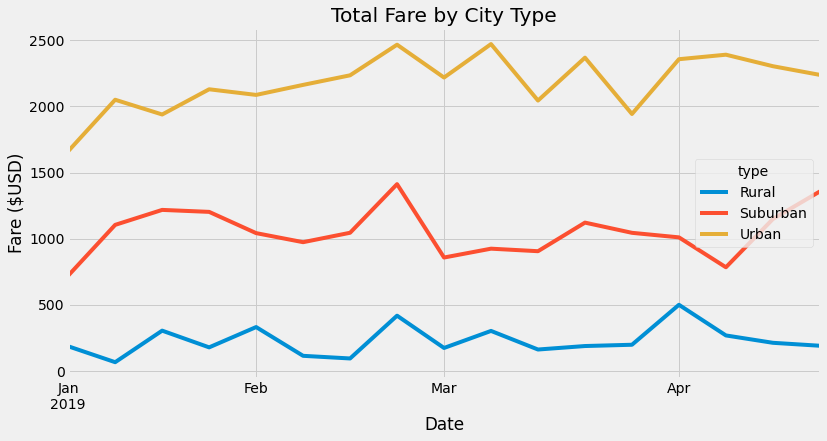 Total Fare by City Type
2500
2000
1500
1000
500
0
Fare ($USD)
type
Rural
Suburban
Urban
Jan
2019
Feb
Mar
Apr
Date